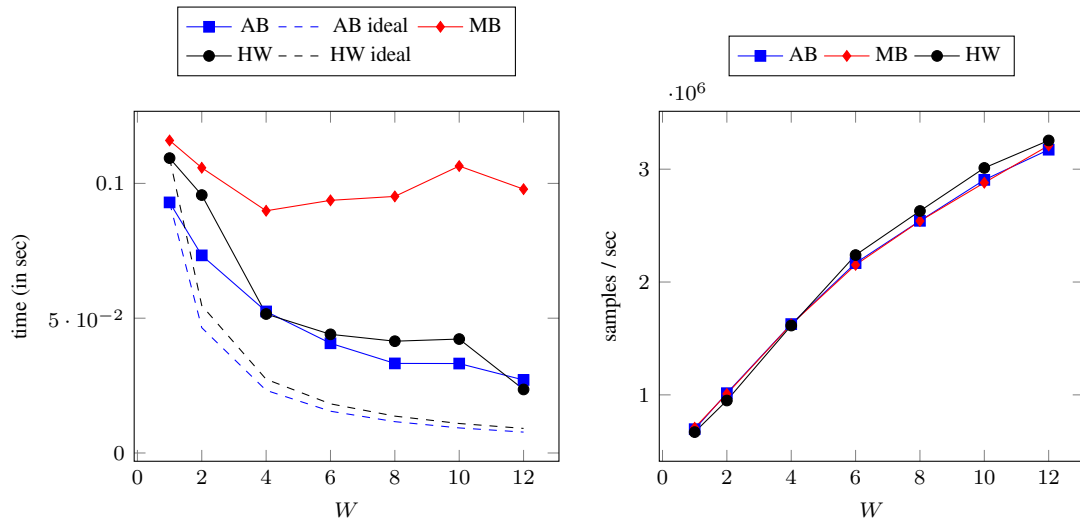 AB AB ideal MB
HW HW ideal
0.1
5 · 10⁻²
0
time (in sec)
0 2 4 6 8 10 12
W
AB MB HW
·10⁶
3
2
1
samples / sec
0 2 4 6 8 10 12
W